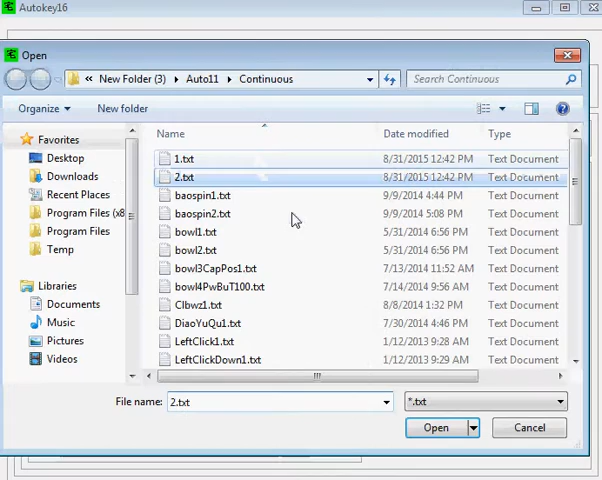 Autokey16
Open
« New Folder (3) Auto11 Continuous Search Continuous
Organize New folder
Favorites
Desktop
Downloads
Recent Places
Program Files (x8
Program Files
Temp
Libraries
Documents
Music
Pictures
Videos
Name Date modified Type
1.txt 8/31/2015 12:42 PM Text Document
2.txt 8/31/2015 12:42 PM Text Document
baospin1.txt 9/9/2014 4:44 PM Text Document
baospin2.txt 9/9/2014 5:08 PM Text Document
bowl1.txt 5/31/2014 6:56 PM Text Document
bowl2.txt 5/31/2014 6:56 PM Text Document
bowl3CapPos1.txt 7/13/2014 11:52 AM Text Document
bowl4PwBuT100.txt 7/14/2014 2:46 PM Text Document
Clbwz1.txt 8/8/2014 1:32 PM Text Document
DiaoYuQu1.txt 7/30/2014 4:46 PM Text Document
LeftClick1.txt 1/12/2013 9:28 AM Text Document
LeftClickDown1.txt 1/12/2013 9:29 AM Text Document
File name: 2.txt *.txt
Open Cancel